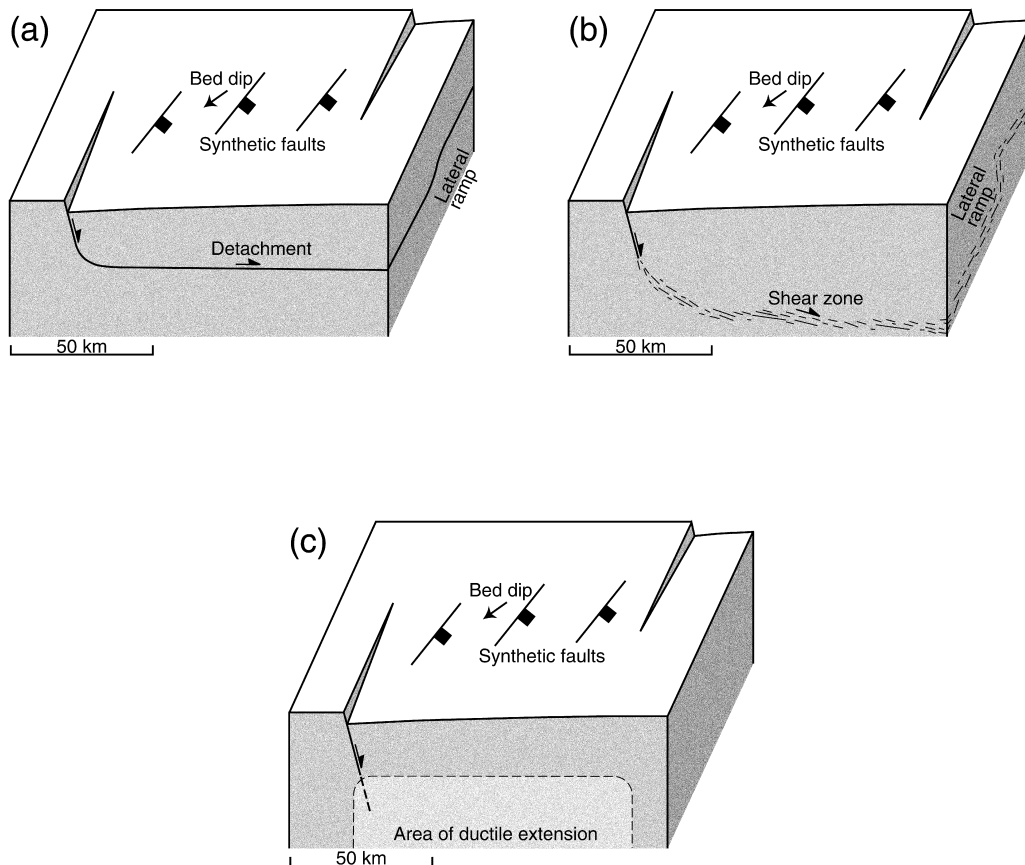 (a)
Bed dip
Synthetic faults
Lateral
ramp
Detachment
50 km
(b)
Bed dip
Synthetic faults
Lateral
ramp
Shear zone
50 km
(c)
Bed dip
Synthetic faults
Area of ductile extension
50 km